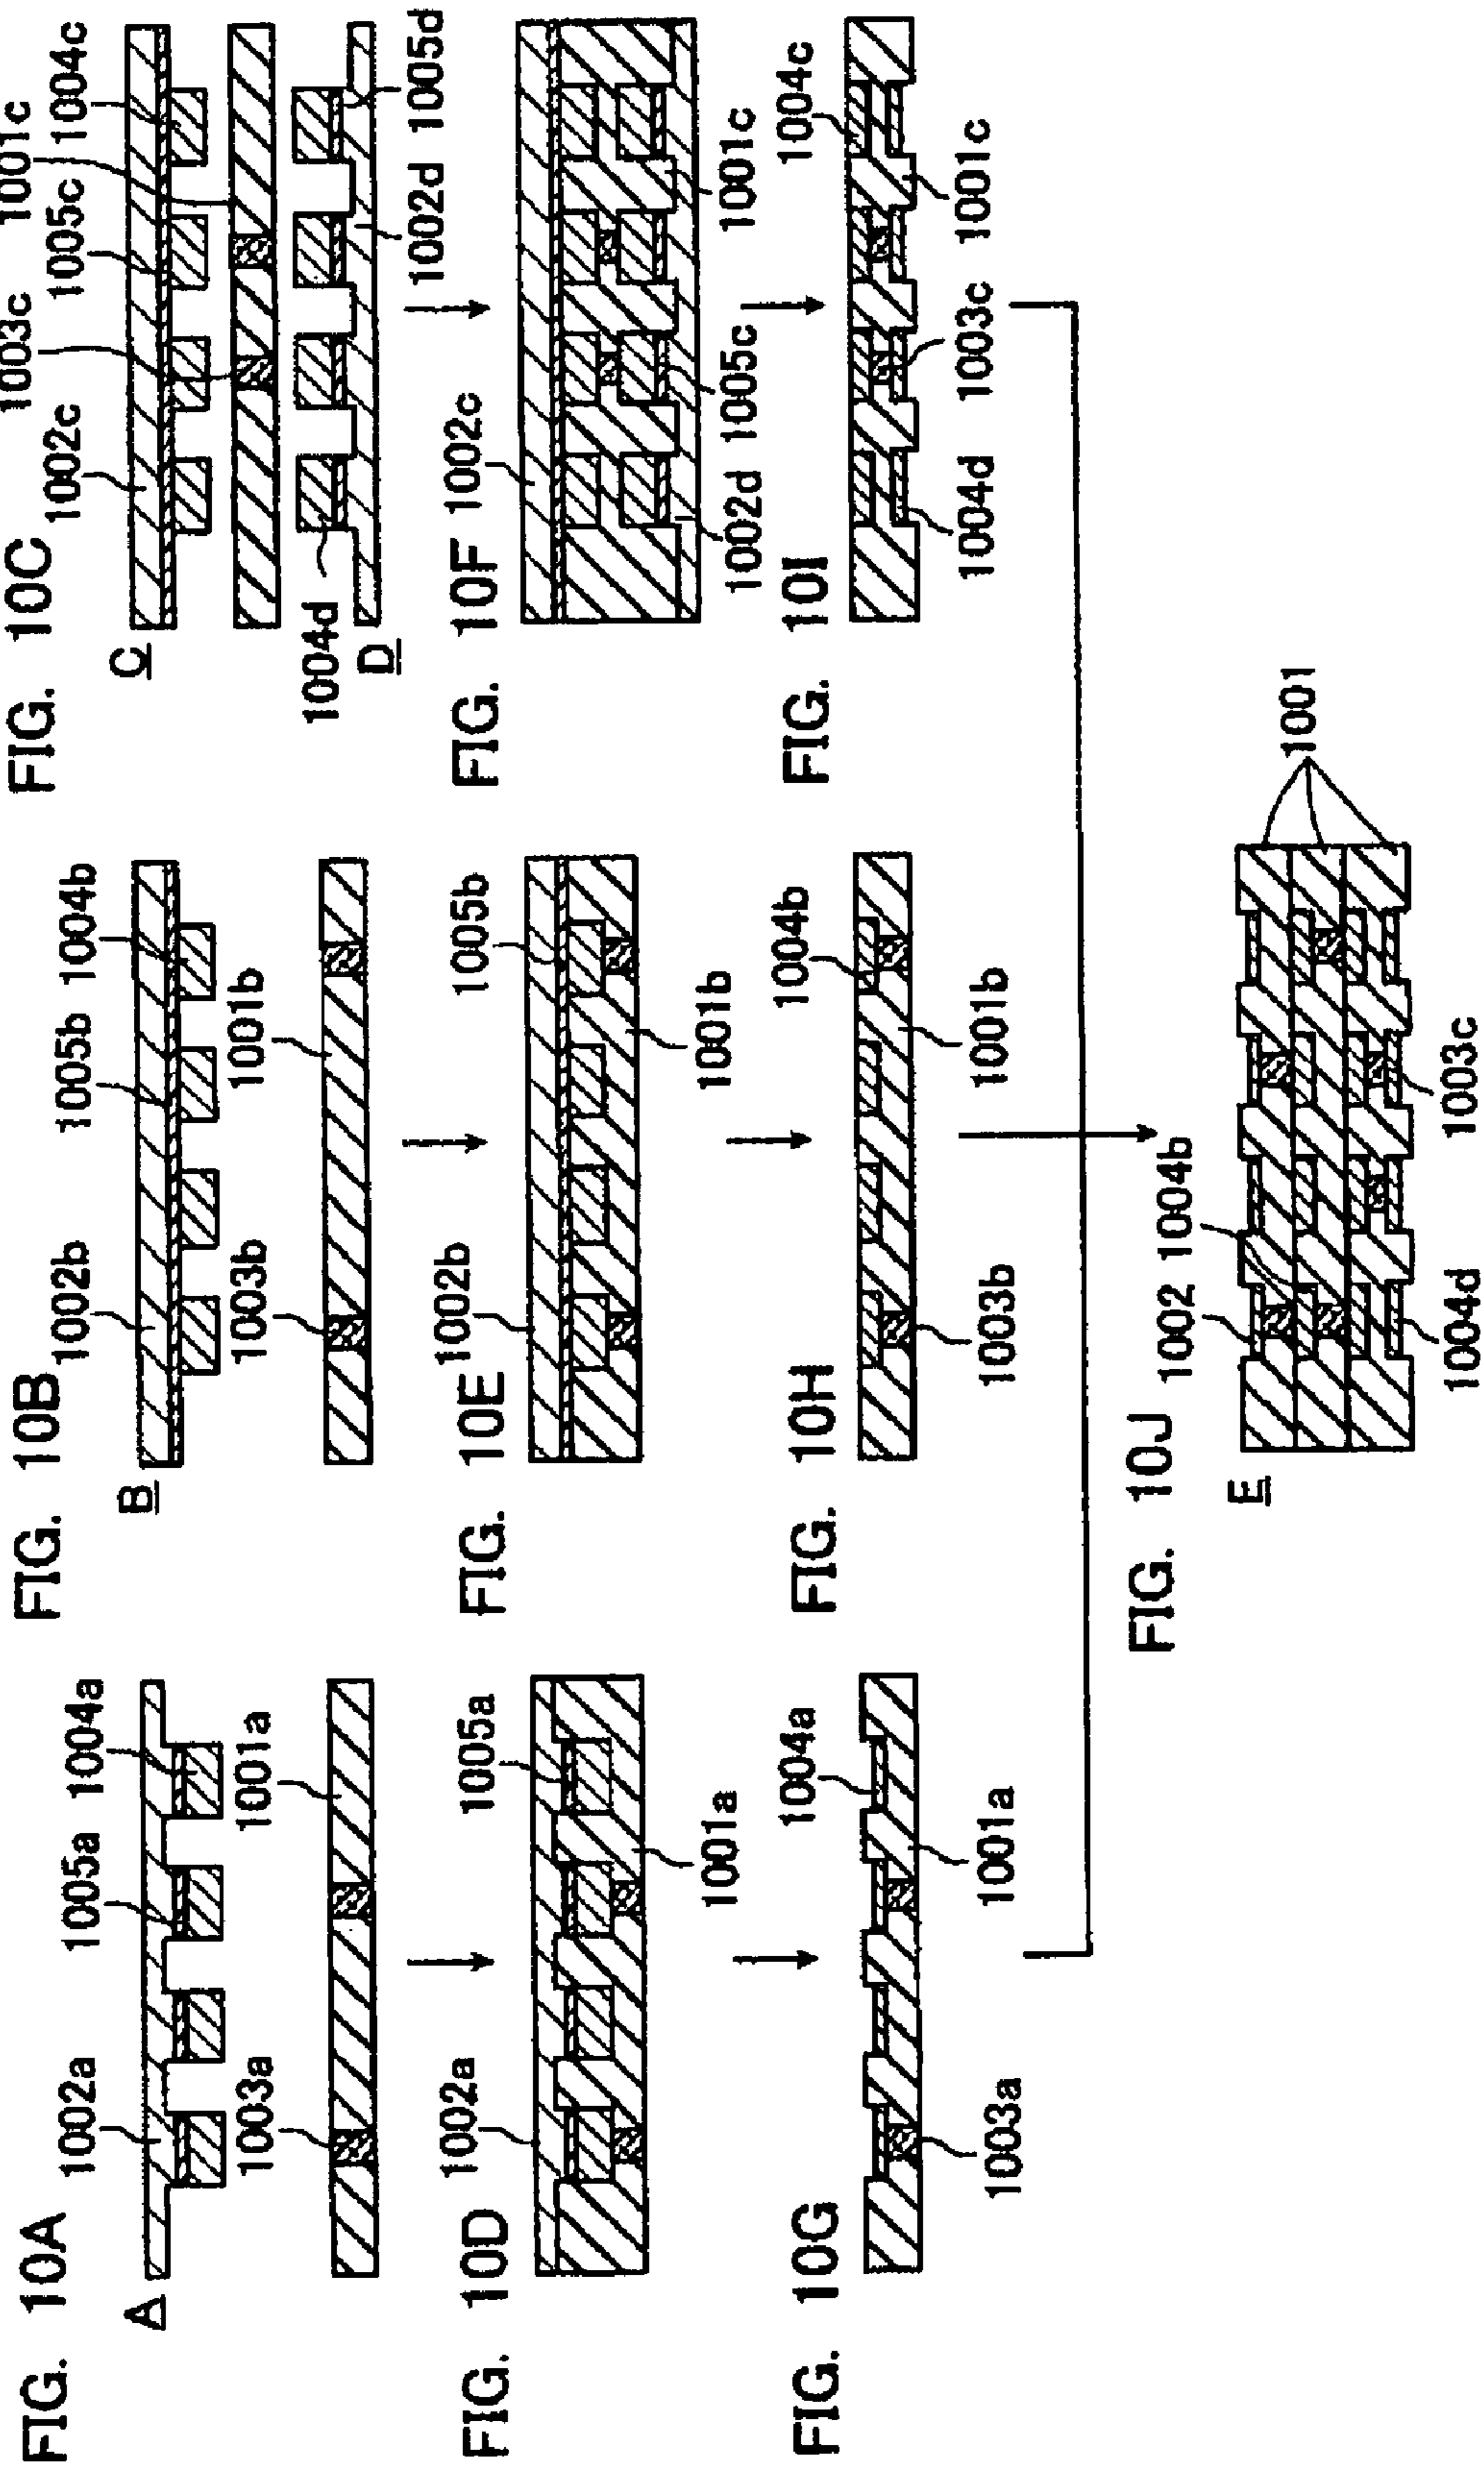 FIG. 10A
A
1002a
1005a
1004a
1003a
1001a
FIG. 10B
B
1002b
1005b
1004b
1003b
1001b
FIG. 10C
C
1002c
1003c
1005c
1001c
1004c
1004d
D
1002d
1005d
FIG. 10D
1002a
1005a
1001a
FIG. 10E
1002b
1005b
1001b
FIG. 10F
1002c
1002d
1005c
1001c
FIG. 10G
1004a
1003a
1001a
FIG. 10H
1004b
1003b
1001b
FIG. 10I
1004c
1004d
1003c
1001c
FIG. 10J
E
1002
1004b
1001
1004d
1003c